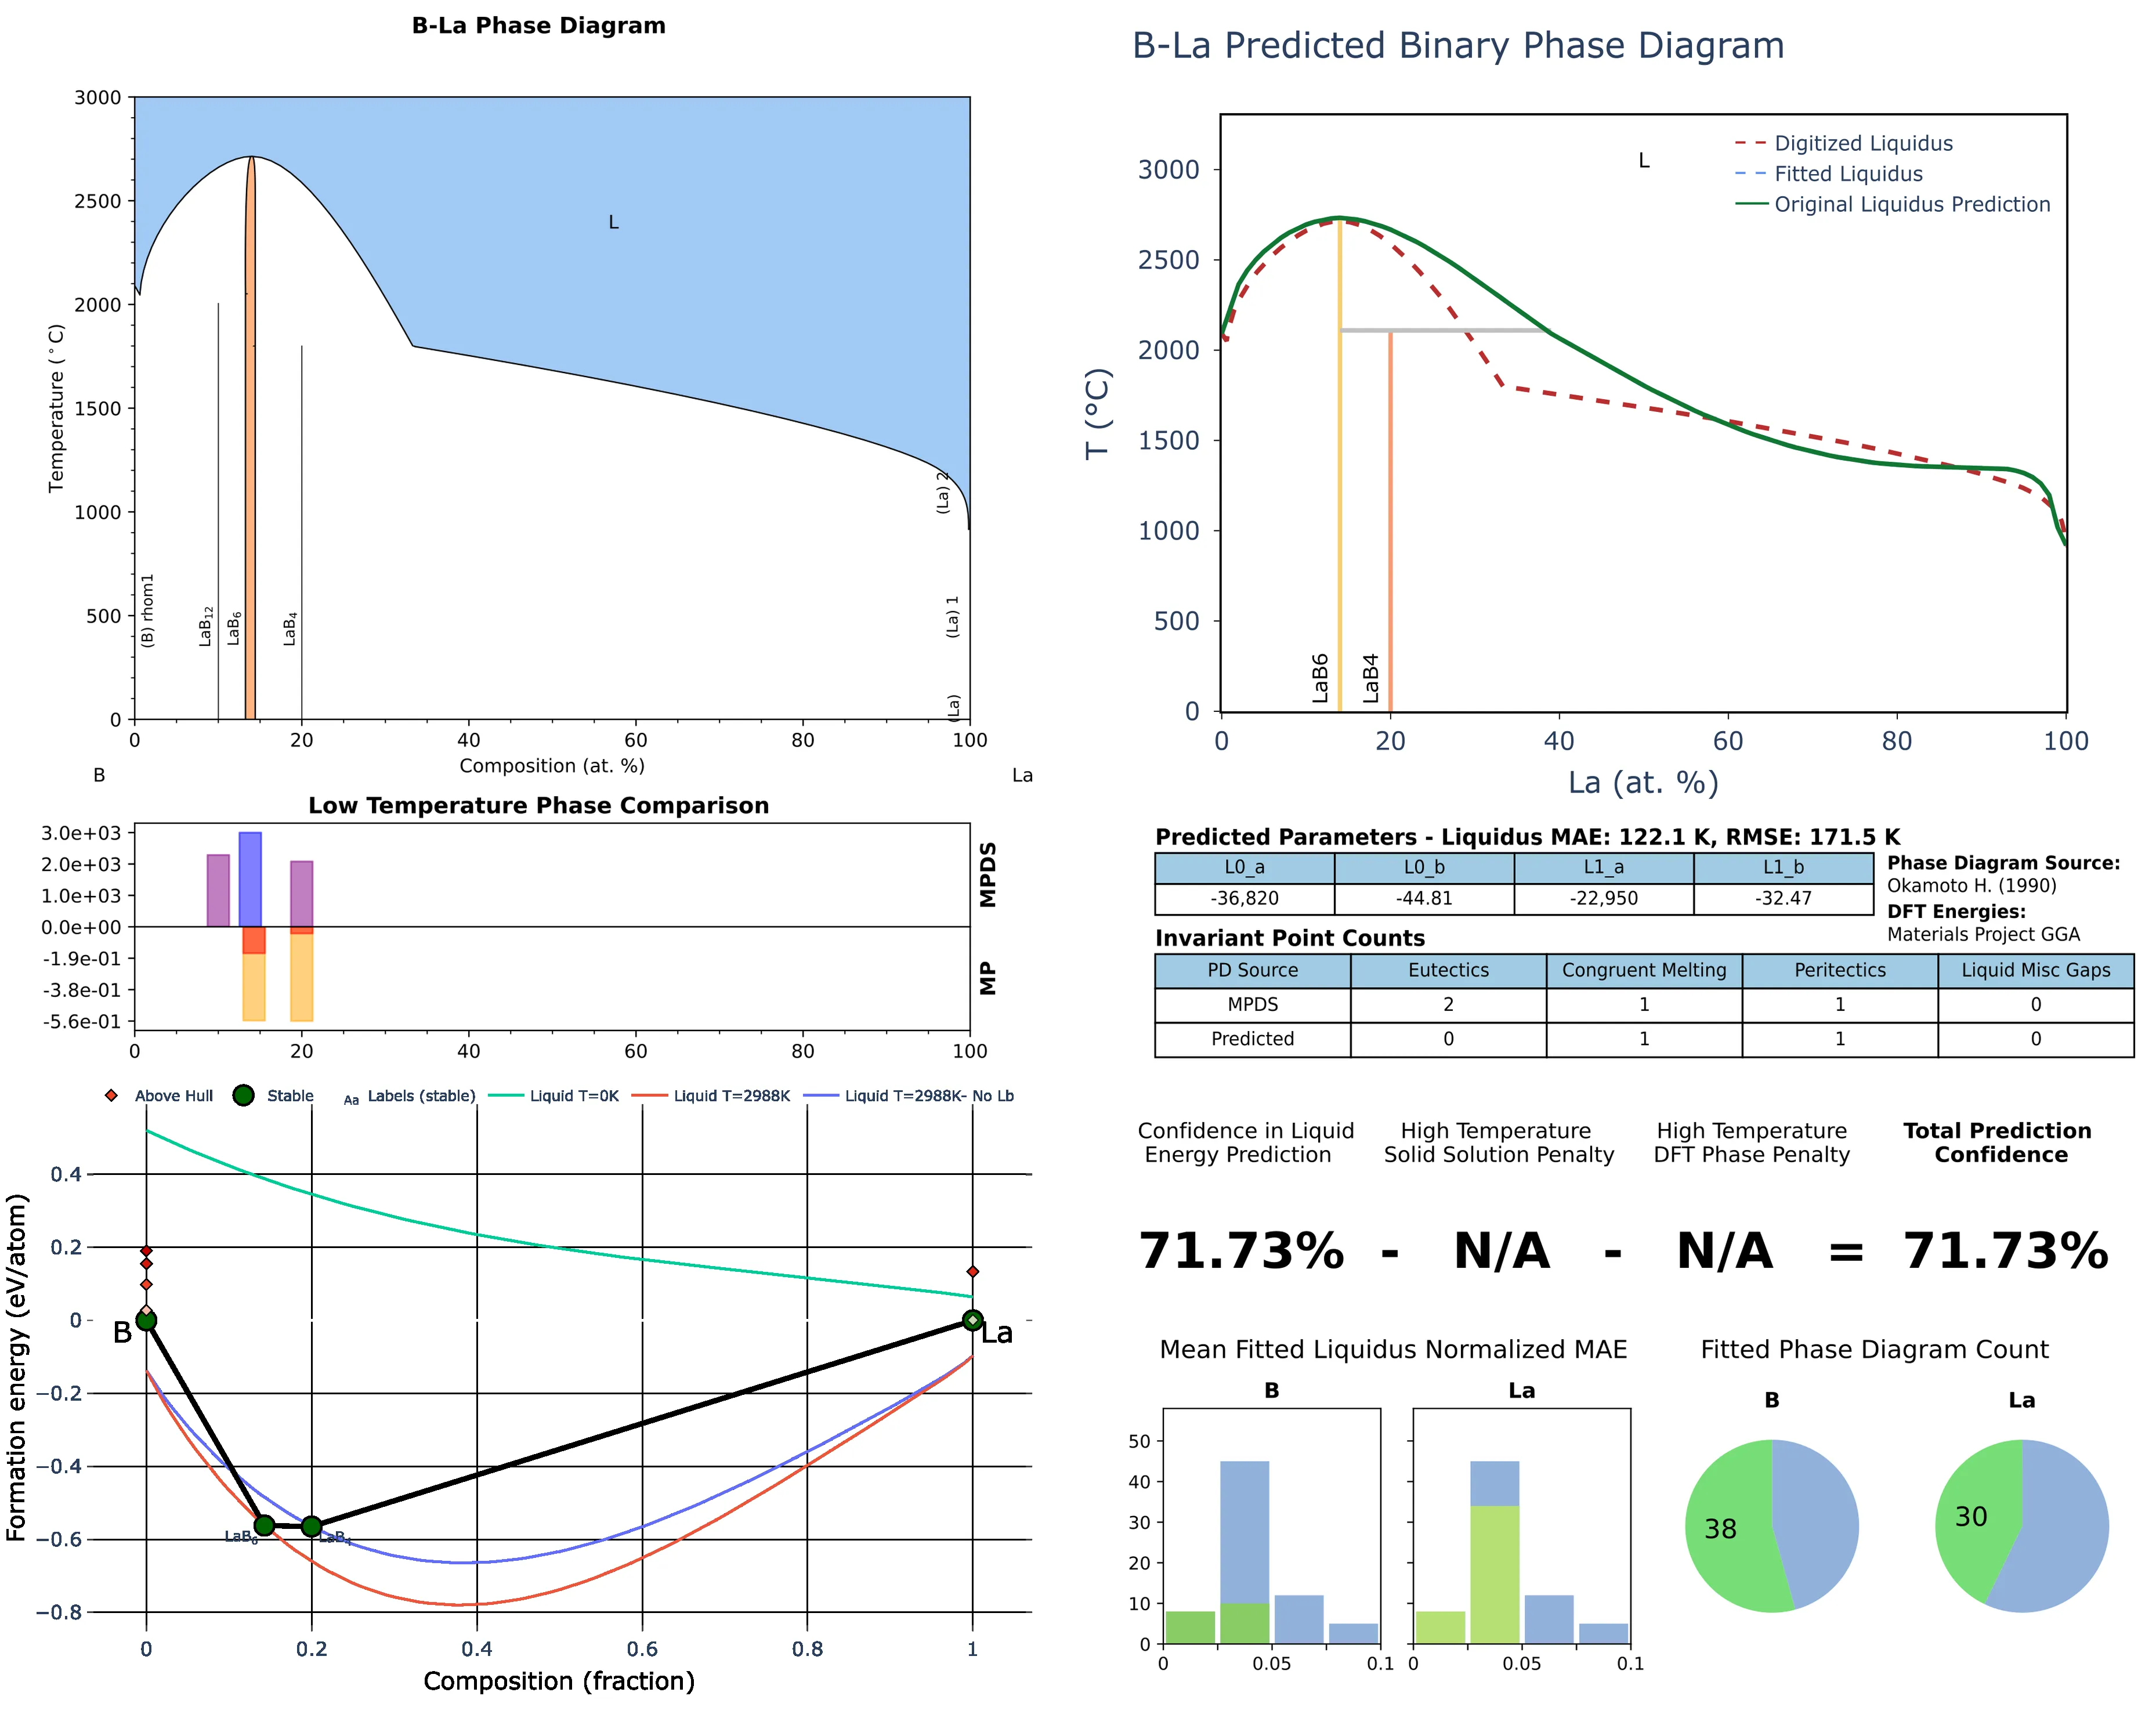 B-La Phase Diagram
3000
2500
2000
1500
1000
500
0
Temperature (°C)
L
(B) rhom1
LaB12
LaB6
LaB4
(La) 2
(La) 1
(La)
0 20 40 60 80 100
Composition (at. %)
B La
Low Temperature Phase Comparison
3.0e+03
2.0e+03
1.0e+03
0.0e+00
-1.9e-01
-3.8e-01
-5.6e-01
MPDS
MP
0 20 40 60 80 100
Above Hull Stable Aa Labels (stable) Liquid T=0K Liquid T=2988K Liquid T=2988K- No Lb
0.4
0.2
0
−0.2
−0.4
−0.6
−0.8
Formation energy (eV/atom)
B
La
LaB6
LaB4
0 0.2 0.4 0.6 0.8 1
Composition (fraction)
B-La Predicted Binary Phase Diagram
3000
2500
2000
1500
1000
500
0
T (°C)
L
Digitized Liquidus
Fitted Liquidus
Original Liquidus Prediction
LaB6
LaB4
0 20 40 60 80 100
La (at. %)
Predicted Parameters - Liquidus MAE: 122.1 K, RMSE: 171.5 K
L0_a L0_b L1_a L1_b
-36,820 -44.81 -22,950 -32.47
Phase Diagram Source:
Okamoto H. (1990)
DFT Energies:
Materials Project GGA
Invariant Point Counts
PD Source Eutectics Congruent Melting Peritectics Liquid Misc Gaps
MPDS 2 1 1 0
Predicted 0 1 1 0
Confidence in Liquid
Energy Prediction
High Temperature
Solid Solution Penalty
High Temperature
DFT Phase Penalty
Total Prediction
Confidence
71.73% - N/A - N/A = 71.73%
Mean Fitted Liquidus Normalized MAE
B La
50
40
30
20
10
0
0 0.05 0.1 0 0.05 0.1
Fitted Phase Diagram Count
B La
38 30